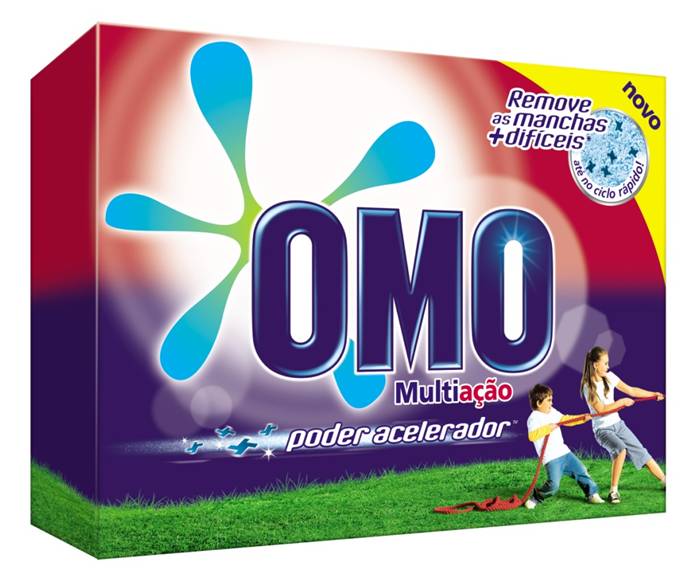 Remove
as manchas
+difíceis
até no ciclo rápido!
novo
OMO
Multiação
poder acelerador™